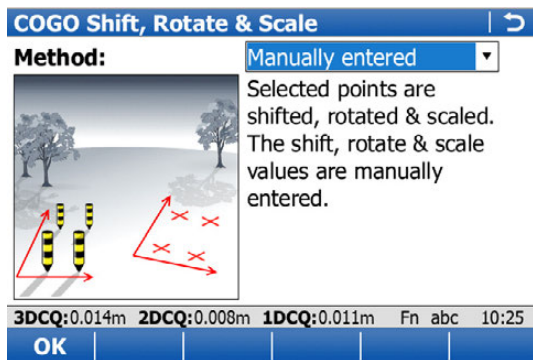 COGO Shift, Rotate & Scale
Method:
Manually entered
Selected points are
shifted, rotated & scaled.
The shift, rotate & scale
values are manually
entered.
3DCQ:0.014m 2DCQ:0.008m 1DCQ:0.011m Fn abc 10:25
OK